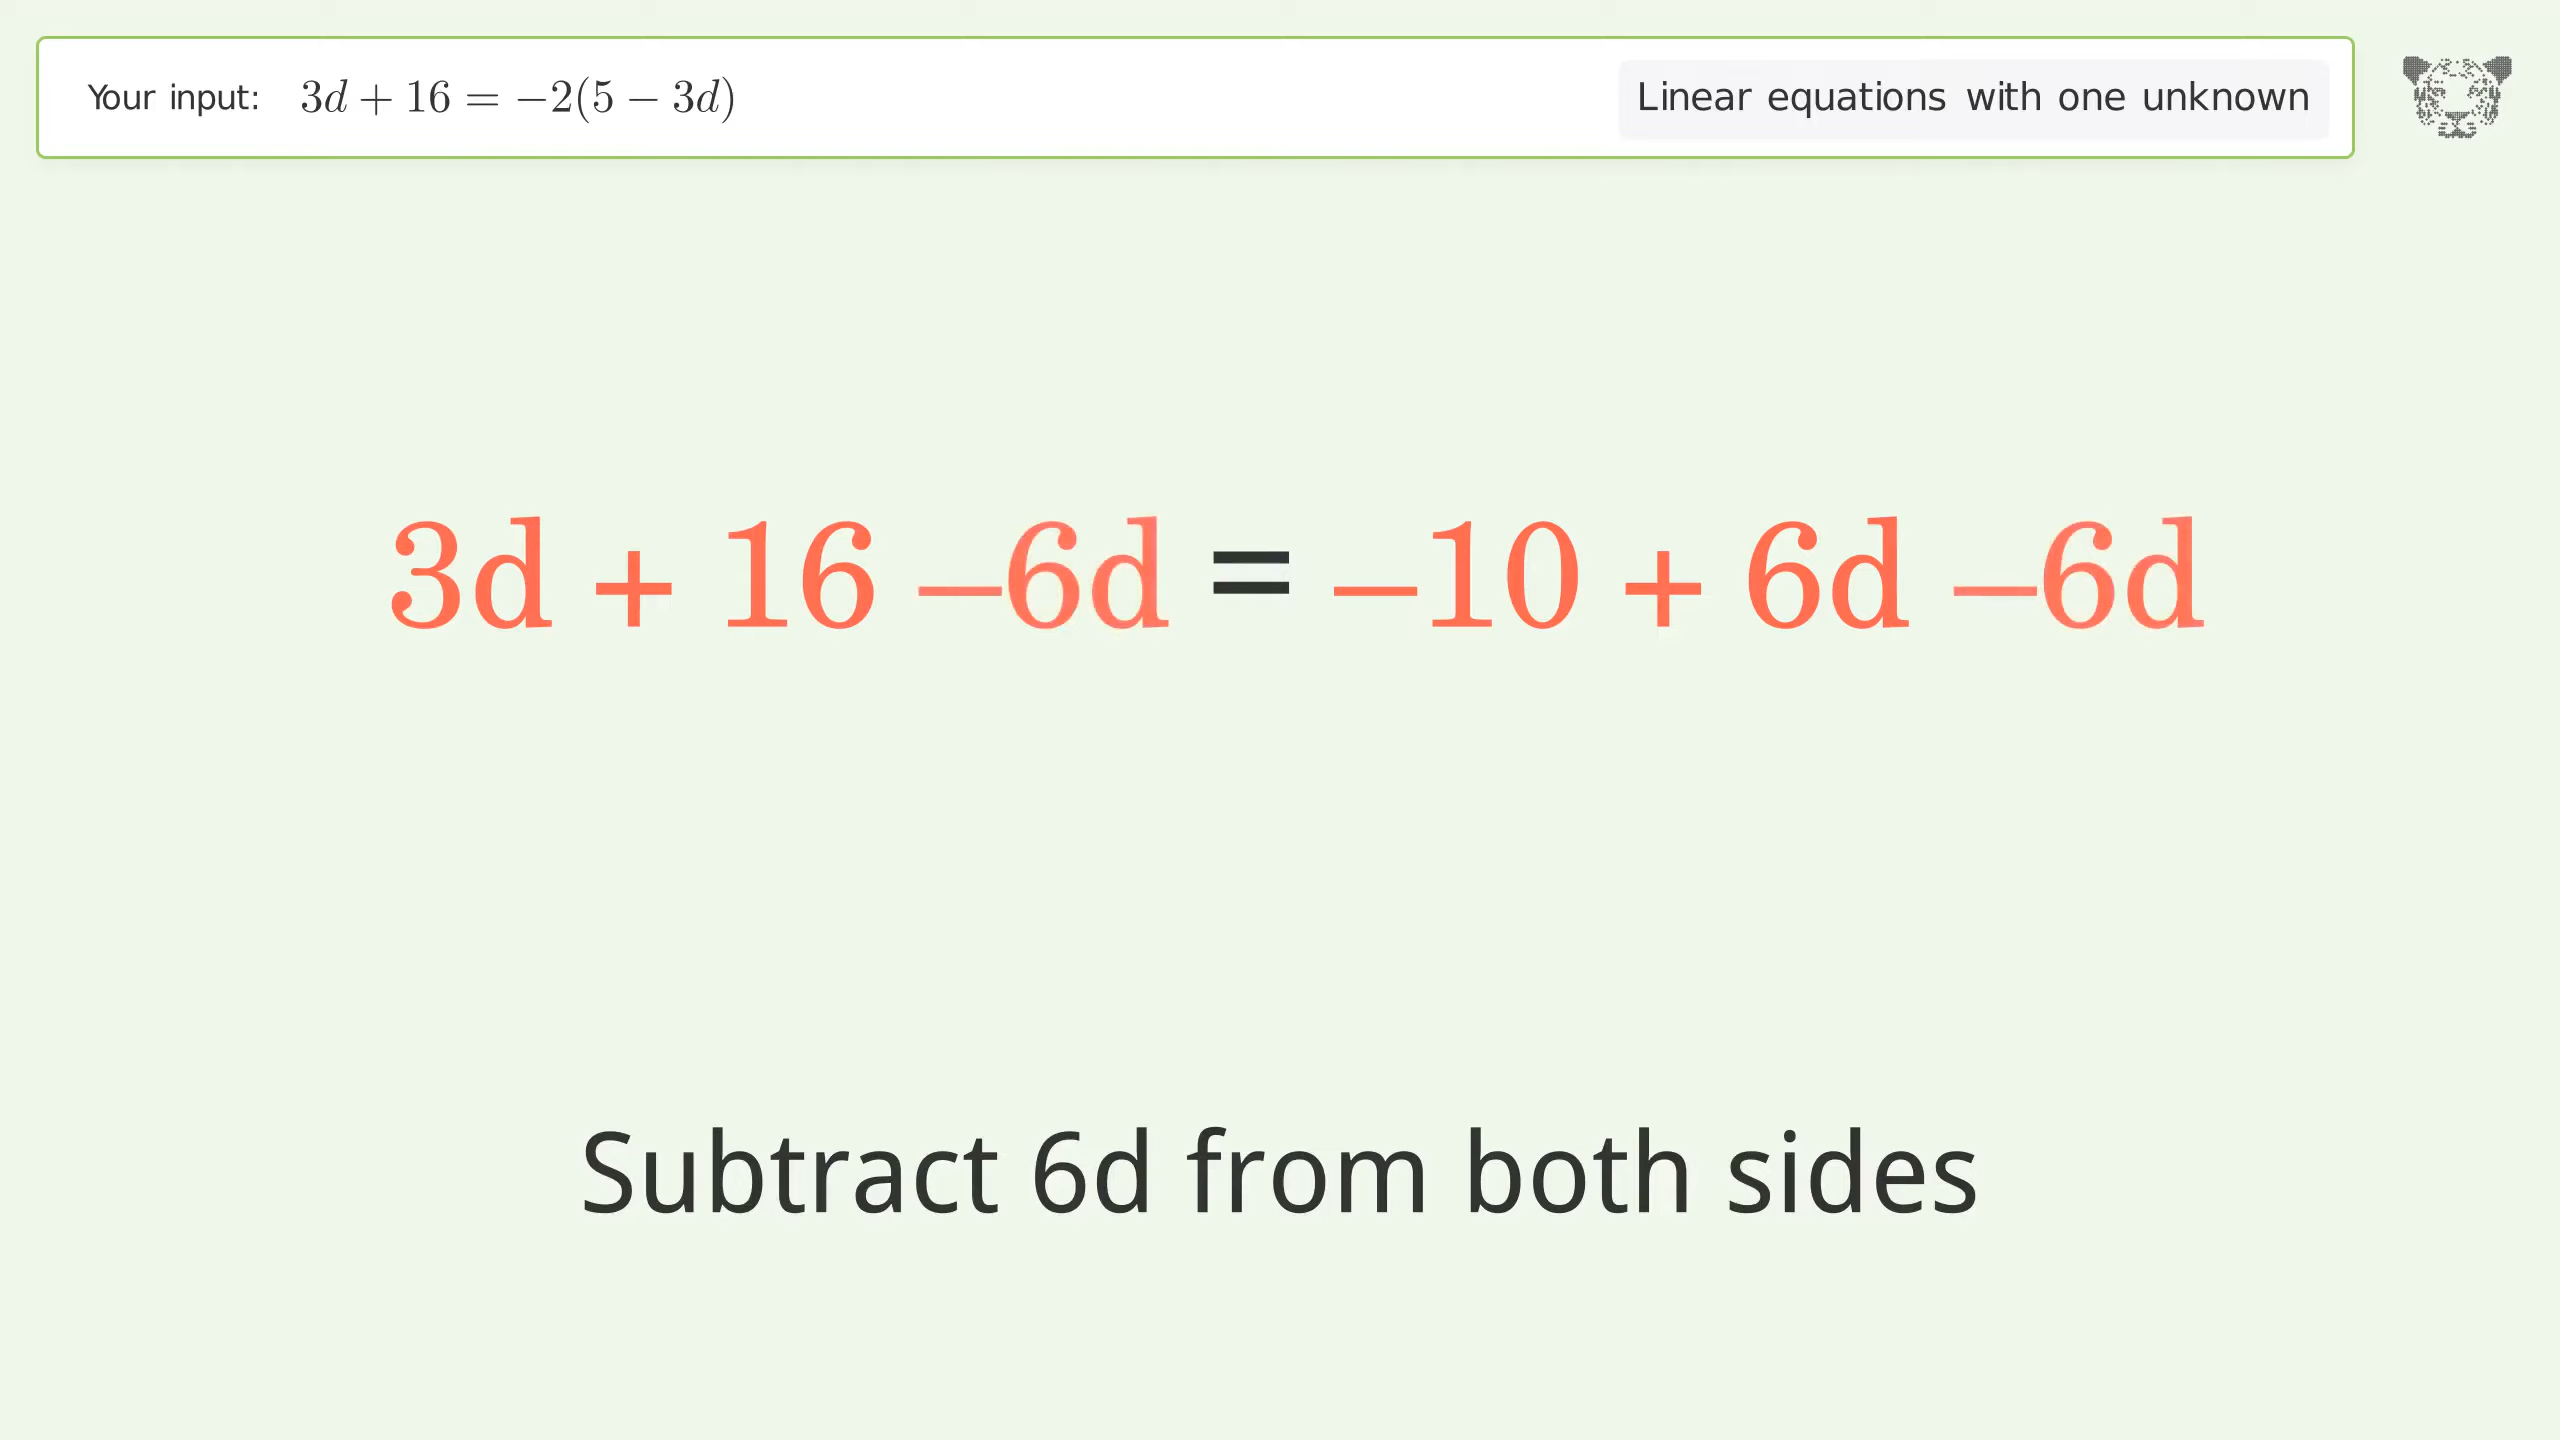 Your input: 3d + 16 = −2(5 − 3d) Linear equations with one unknown
3d + 16 −6d = −10 + 6d −6d
Subtract 6d from both sides